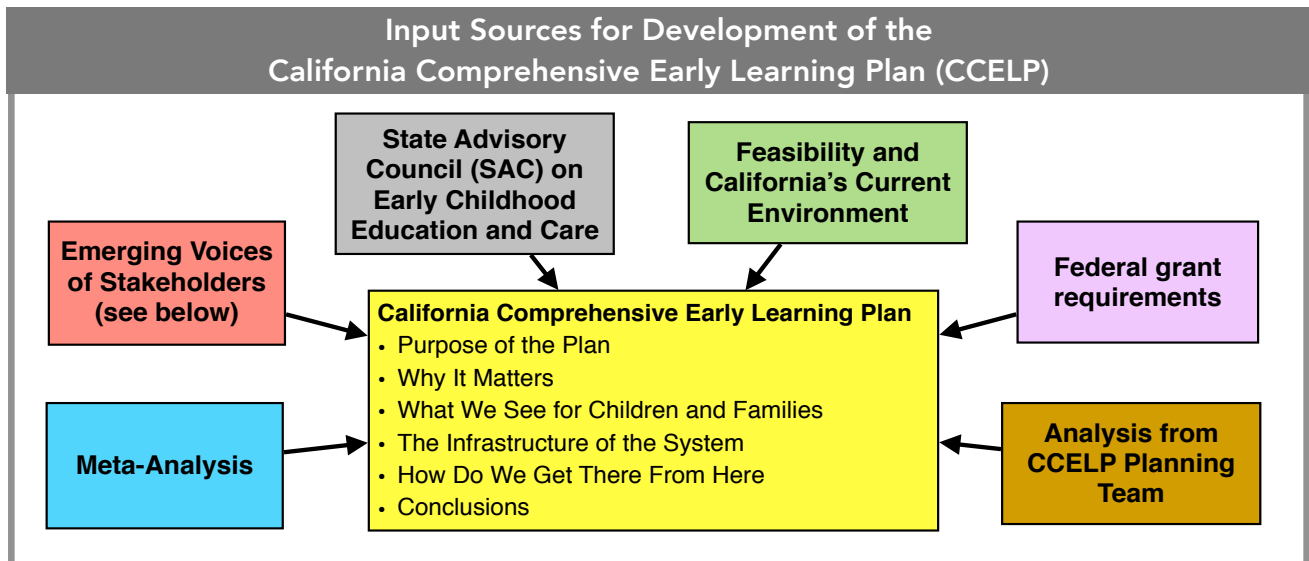 Input Sources for Development of the
California Comprehensive Early Learning Plan (CCELP)
State Advisory
Council (SAC) on
Early Childhood
Education and Care
Feasibility and
California’s Current
Environment
Emerging Voices
of Stakeholders
(see below)
Federal grant
requirements
California Comprehensive Early Learning Plan
• Purpose of the Plan
• Why It Matters
• What We See for Children and Families
• The Infrastructure of the System
• How Do We Get There From Here
• Conclusions
Meta-Analysis
Analysis from
CCELP Planning
Team